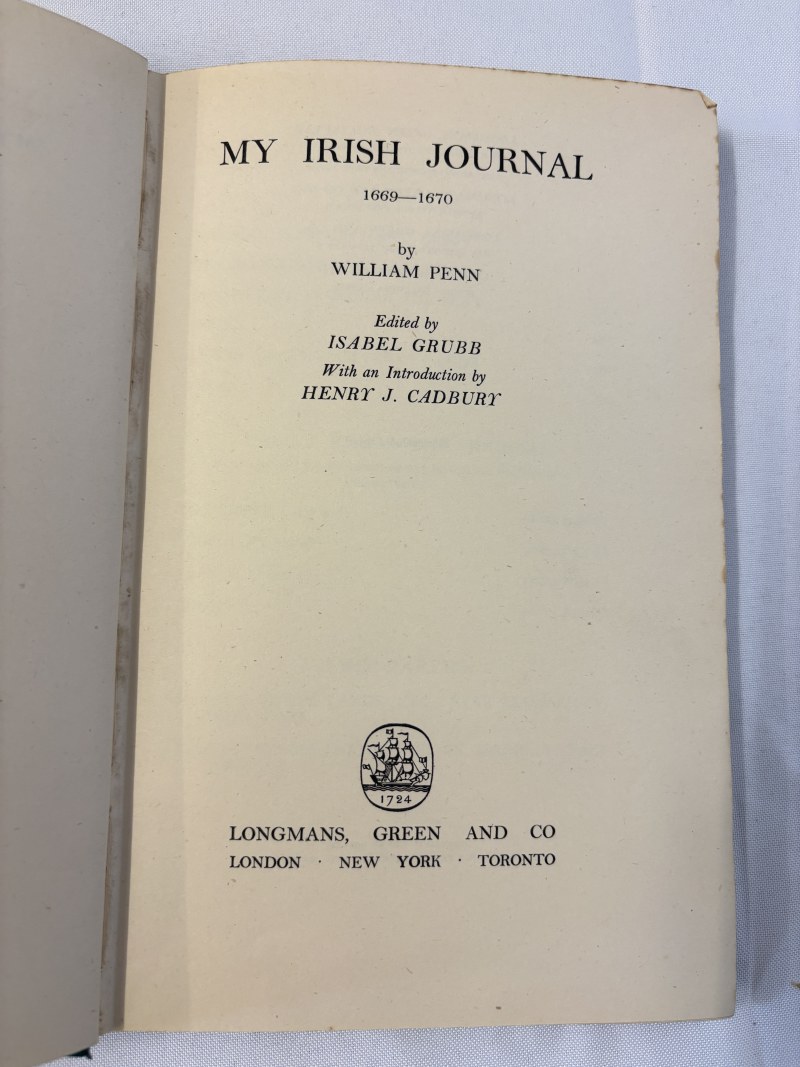 MY IRISH JOURNAL
1669—1670
by
WILLIAM PENN
Edited by
ISABEL GRUBB
With an Introduction by
HENRY J. CADBURY
1724
LONGMANS, GREEN AND CO
LONDON · NEW YORK · TORONTO